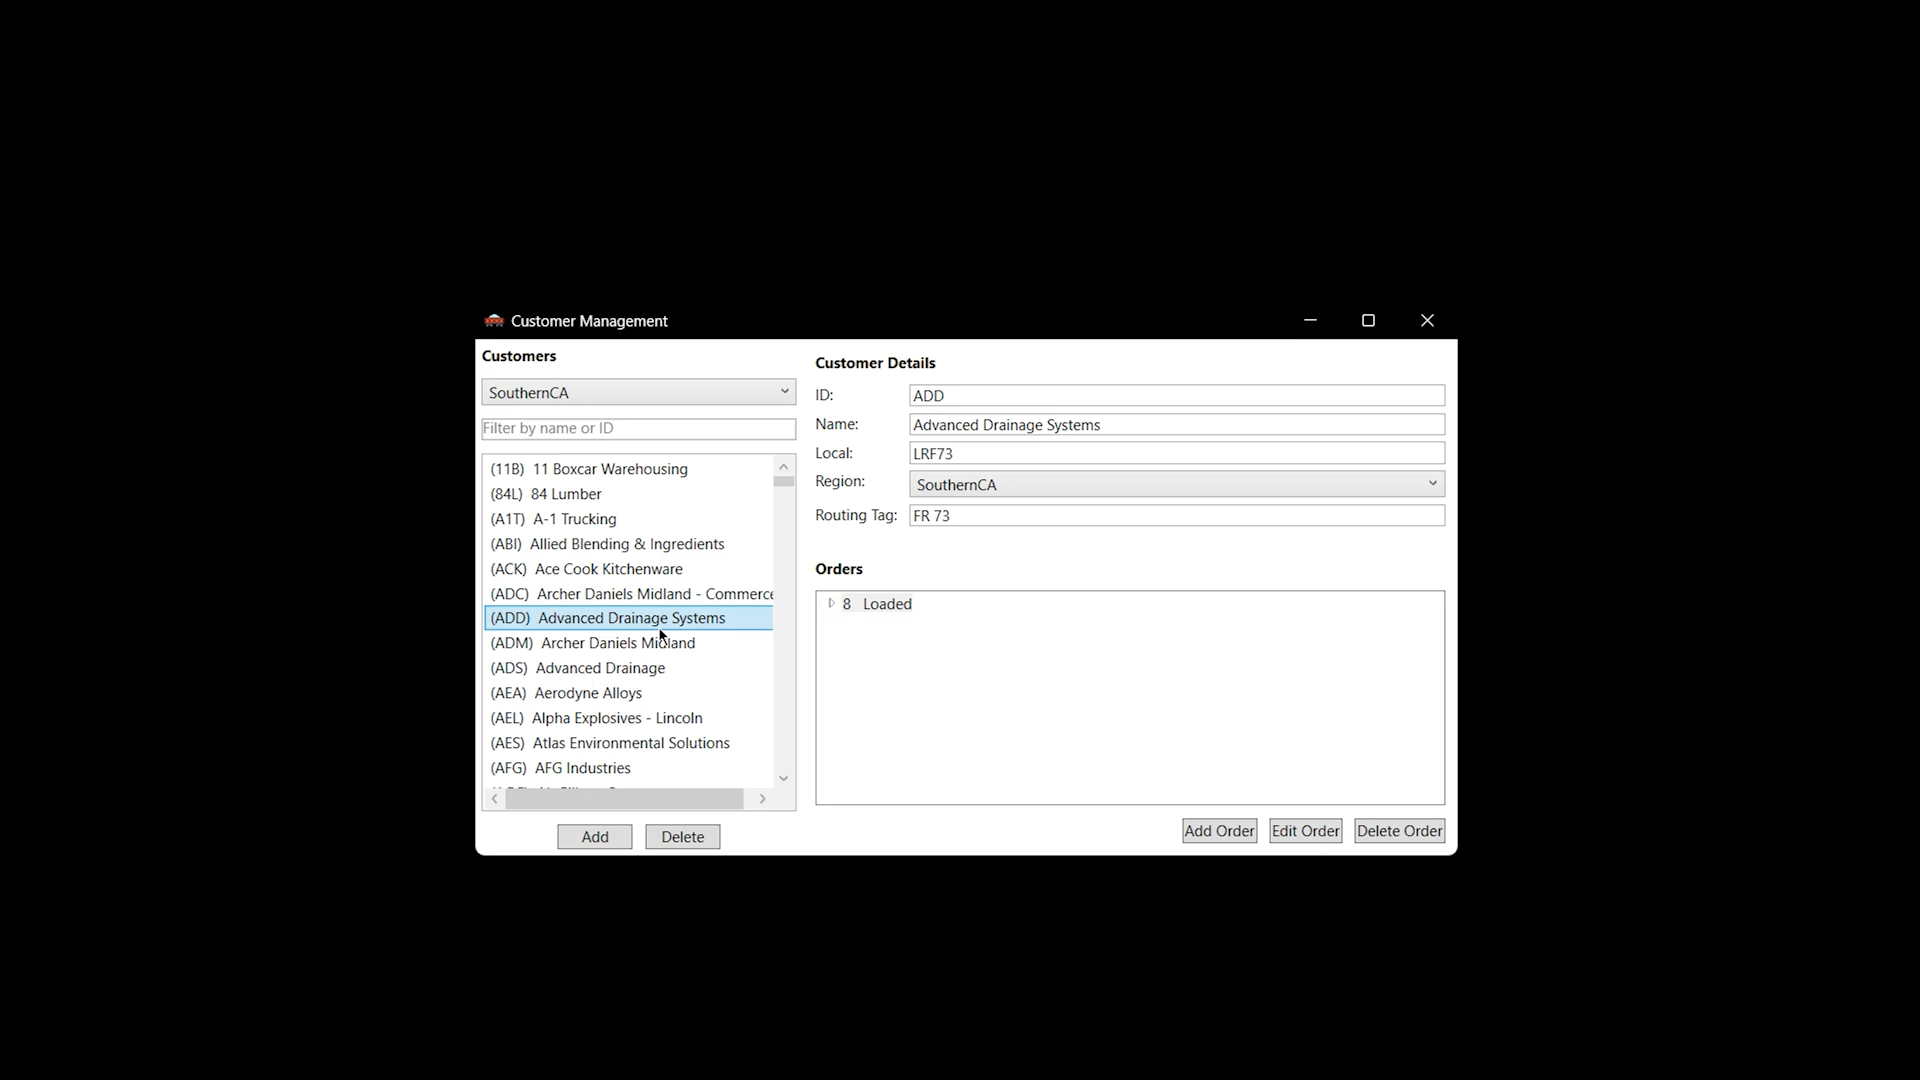 Customer Management
Customers
SouthernCA
Filter by name or ID
(11B) 11 Boxcar Warehousing
(84L) 84 Lumber
(A1T) A-1 Trucking
(ABI) Allied Blending & Ingredients
(ACK) Ace Cook Kitchenware
(ADC) Archer Daniels Midland - Commerce
(ADD) Advanced Drainage Systems
(ADM) Archer Daniels Midland
(ADS) Advanced Drainage
(AEA) Aerodyne Alloys
(AEL) Alpha Explosives - Lincoln
(AES) Atlas Environmental Solutions
(AFG) AFG Industries
Add Delete
Customer Details
ID: ADD
Name: Advanced Drainage Systems
Local: LRF73
Region: SouthernCA
Routing Tag: FR 73
Orders
8 Loaded
Add Order Edit Order Delete Order